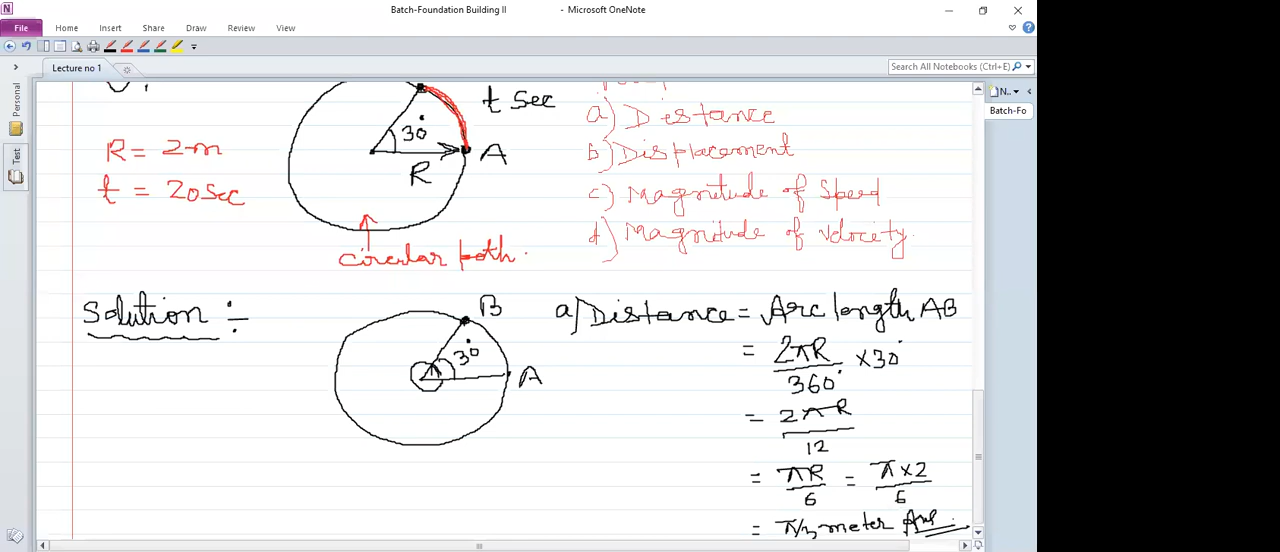 Batch-Foundation Building II - Microsoft OneNote
File Home Insert Share Draw Review View
Lecture no 1
Search All Notebooks (Ctrl+E)
Personal
Test
N..
Batch-Fo
t sec
30°
A
R
R = 2m
t = 20 sec
circular path.
a) Distance
b) Displacement
c) Magnitude of Speed
d) Magnitude of Velocity.
Solution :-
B
30°
A
a) Distance = Arc length AB
= 2πR/360° ×30°
= 2πR/12
= πR/6 = π×2/6
= π/3 meter Ans.